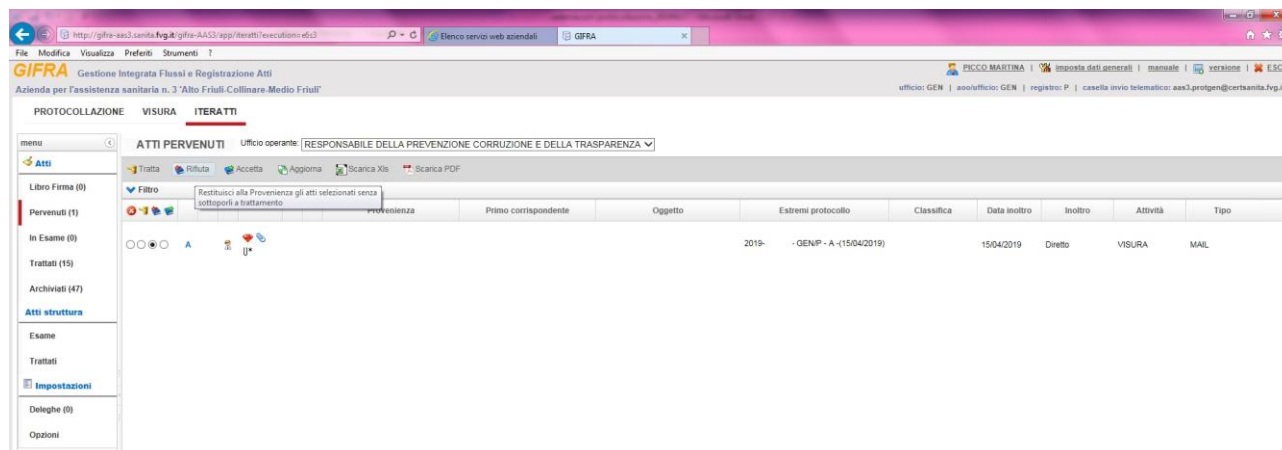 http://gifra-aas3.sanita.fvg.it/gifra-AAS3/app/iteratti?execution=e6s3
Elenco servizi web aziendali
GIFRA
File Modifica Visualizza Preferiti Strumenti ?
GIFRA Gestione Integrata Flussi e Registrazione Atti
PICCO MARTINA | imposta dati generali | manuale | versione | ESC
Azienda per l'assistenza sanitaria n. 3 "Alto Friuli-Collinare-Medio Friuli"
ufficio: GEN | aoo/ufficio: GEN | registro: P | casella invio telematico: aas3.protgen@certsanita.fvg.i
PROTOCOLLAZIONE VISURA ITERATTI
menu
ATTI PERVENUTI Ufficio operante: RESPONSABILE DELLA PREVENZIONE CORRUZIONE E DELLA TRASPARENZA
Atti
Tratta Rifiuta Accetta Aggiorna Scarica Xls Scarica PDF
Libro Firma (0)
Filtro
Restituisci alla Provenienza gli atti selezionati senza
sottoporli a trattamento
Pervenuti (1)
Provenienza Primo corrispondente Oggetto Estremi protocollo Classifica Data inoltro Inoltro Attività Tipo
In Esame (0)
A {}* 2019- - GEN/P - A -(15/04/2019) 15/04/2019 Diretto VISURA MAIL
Trattati (15)
Archiviati (47)
Atti struttura
Esame
Trattati
Impostazioni
Deleghe (0)
Opzioni